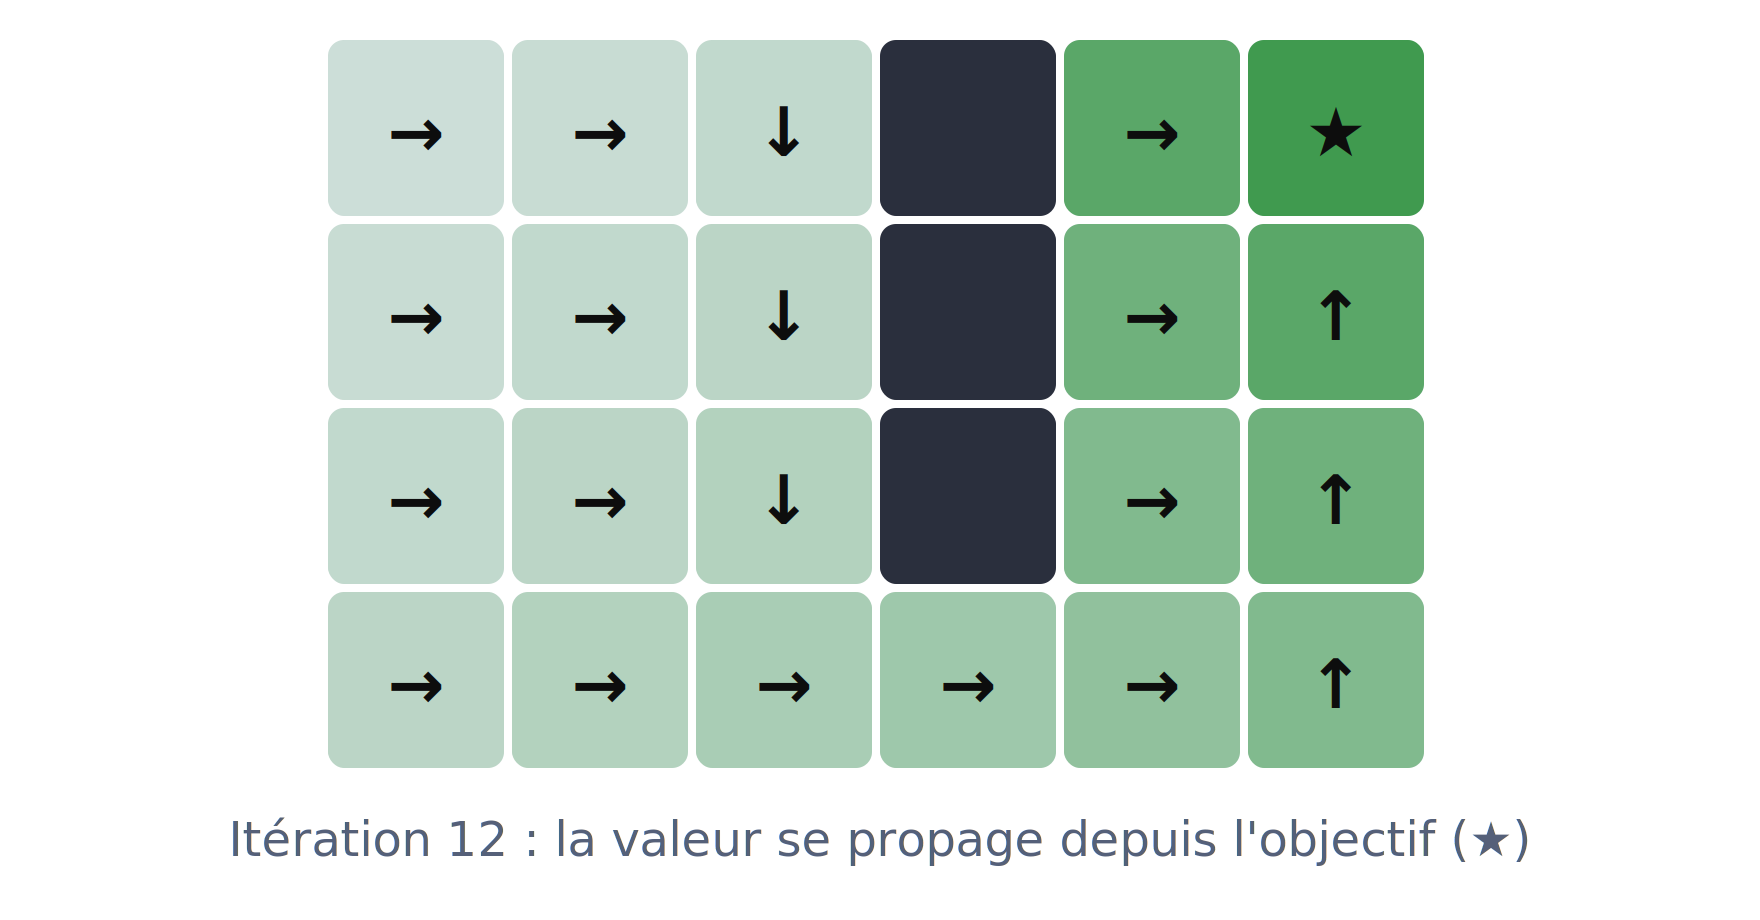 → → ↓ → ★
→ → ↓ → ↑
→ → ↓ → ↑
→ → → → → ↑
Itération 12 : la valeur se propage depuis l'objectif (★)